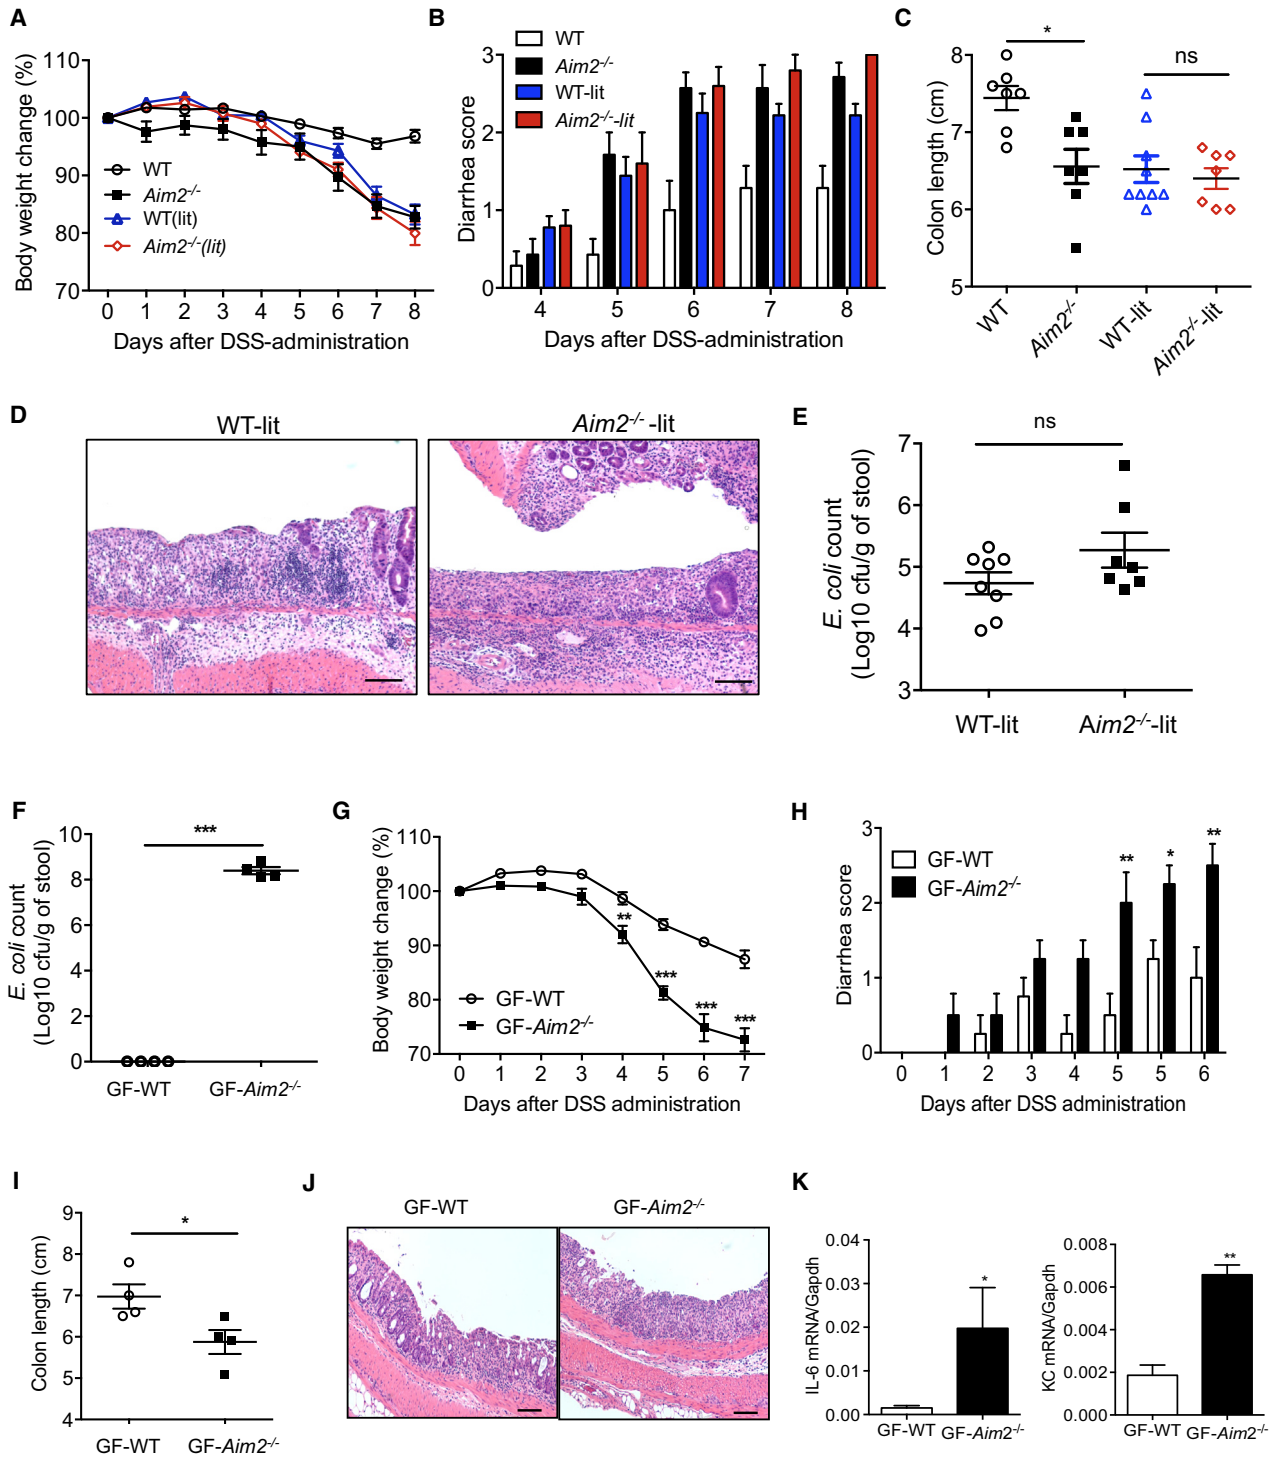 A
Body weight change (%)
110
100
90
80
70
WT
Aim2-/-
WT(lit)
Aim2-/-(lit)
0 1 2 3 4 5 6 7 8
Days after DSS-administration
B
Diarrhea score
3
2
1
0
WT
Aim2-/-
WT-lit
Aim2-/--lit
4 5 6 7 8
Days after DSS-administration
C
Colon length (cm)
8
7
6
5
*
ns
WT
Aim2-/-
WT-lit
Aim2-/--lit
D
WT-lit
Aim2-/- -lit
E
E. coli count
(Log10 cfu/g of stool)
7
6
5
4
3
ns
WT-lit
Aim2-/--lit
F
E. coli count
(Log10 cfu/g of stool)
10
8
6
4
2
0
***
GF-WT
GF-Aim2-/-
G
Body weight change (%)
110
100
90
80
70
**
***
***
***
GF-WT
GF-Aim2-/-
0 1 2 3 4 5 6 7
Days after DSS administration
H
Diarrhea score
3
2
1
0
GF-WT
GF-Aim2-/-
**
*
**
0 1 2 3 4 5 5 6
Days after DSS administration
I
Colon length (cm)
9
8
7
6
5
4
*
GF-WT
GF-Aim2-/-
J
GF-WT
GF-Aim2-/-
K
IL-6 mRNA/Gapdh
0.04
0.03
0.02
0.01
0.00
*
GF-WT
GF-Aim2-/-
KC mRNA/Gapdh
0.008
0.006
0.004
0.002
0.000
**
GF-WT
GF-Aim2-/-